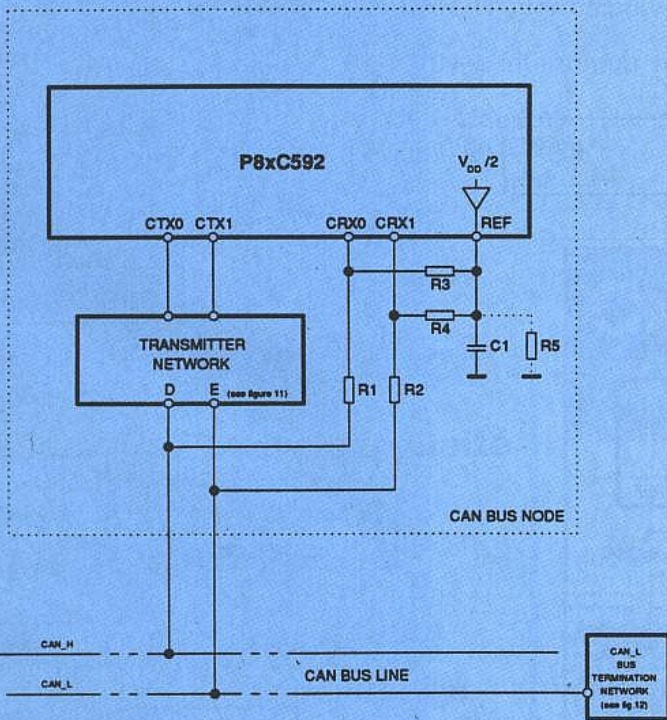 P8xC592
V_DD /2
CTX0 CTX1 CRX0 CRX1 REF
R3
R4
TRANSMITTER
NETWORK
D E (see figure 11)
R1 R2 C1 R5
CAN BUS NODE
CAN_H
CAN_L
CAN BUS LINE
CAN_L
BUS
TERMINATION
NETWORK
(see fig.12)